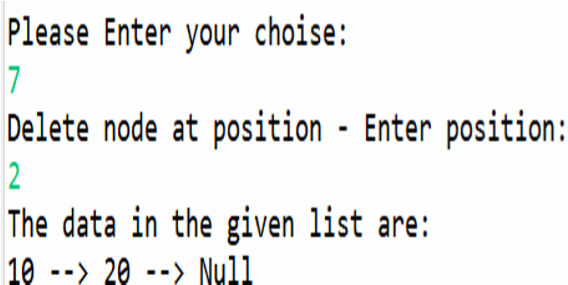 Please Enter your choise:
7
Delete node at position - Enter position:
2
The data in the given list are:
10 --> 20 --> Null